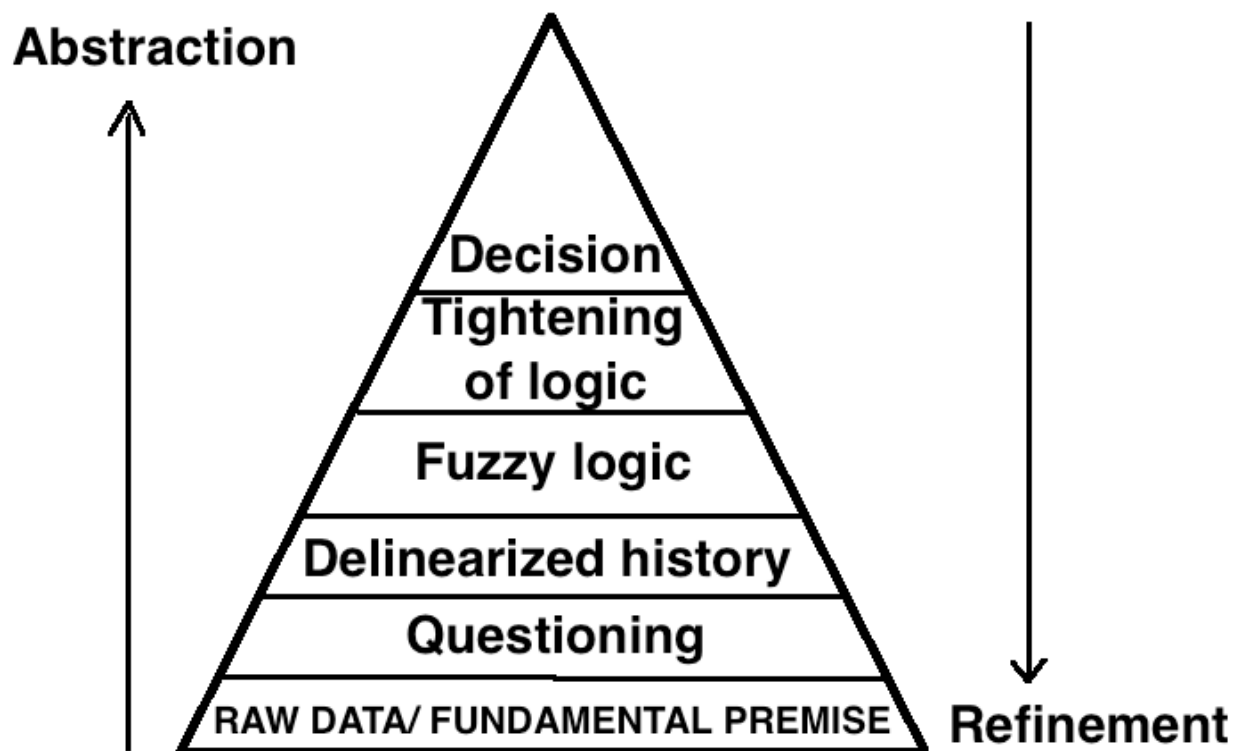 Abstraction
Decision
Tightening
of logic
Fuzzy logic
Delinearized history
Questioning
RAW DATA/ FUNDAMENTAL PREMISE
Refinement